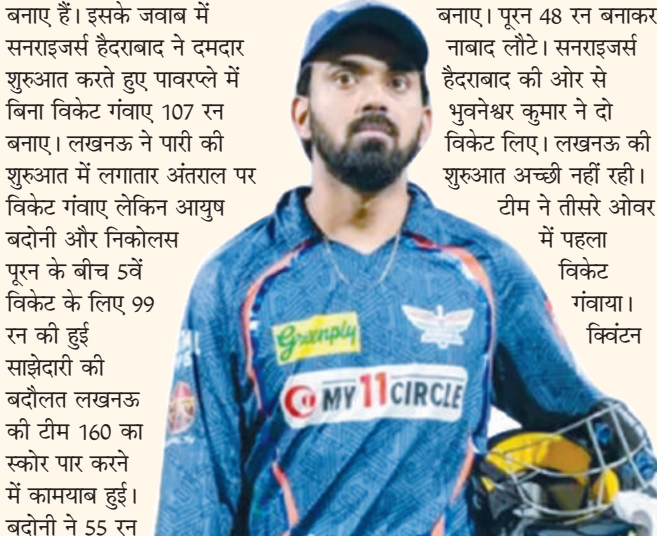 बनाए हैं। इसके जवाब में
सनराइजर्स हैदराबाद ने दमदार
शुरुआत करते हुए पावरप्ले में
बिना विकेट गंवाए 107 रन
बनाए। लखनऊ ने पारी की
शुरुआत में लगातार अंतराल पर
विकेट गंवाए लेकिन आयुष
बदोनी और निकोलस
पूरन के बीच 5वें
विकेट के लिए 99
रन की हुई
साझेदारी की
बदौलत लखनऊ
की टीम 160 का
स्कोर पार करने
में कामयाब हुई।
बदोनी ने 55 रन
बनाए। पूरन 48 रन बनाकर
नाबाद लौटे। सनराइजर्स
हैदराबाद की ओर से
भुवनेश्वर कुमार ने दो
विकेट लिए। लखनऊ की
शुरुआत अच्छी नहीं रही।
टीम ने तीसरे ओवर
में पहला
विकेट
गंवाया।
क्विंटन
Greenply
MY 11 CIRCLE